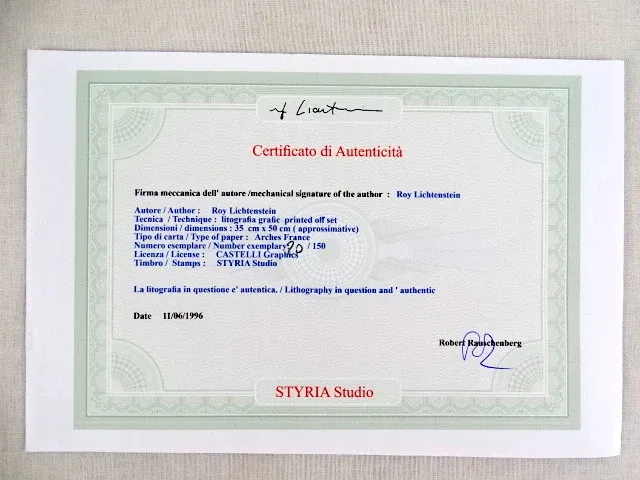 Certificato di Autenticità
Firma meccanica dell' autore /mechanical signature of the author : Roy Lichtenstein
Autore / Author : Roy Lichtenstein
Tecnica / Technique : litografia grafic printed off set
Dimensioni / dimensions : 35 cm x 50 cm ( approssimative)
Tipo di carta / Type of paper : Arches France
Numero esemplare / Number exemplary 90 / 150
Licenza / License : CASTELLI Graphics
Timbro / Stamps : STYRIA Studio
La litografia in questione e' autentica. / Lithography in question and ' authentic
Date 11/06/1996
Robert Rauschenberg
STYRIA Studio